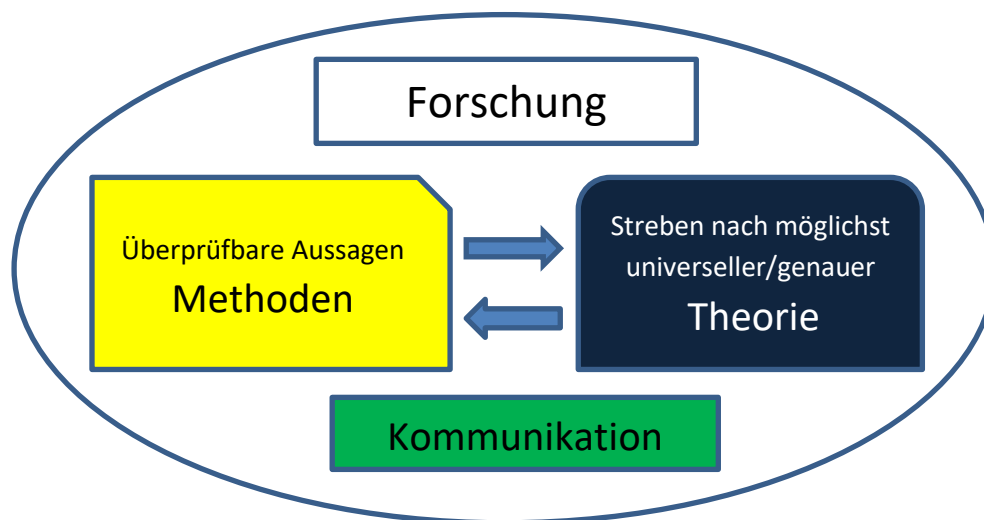 Forschung
Überprüfbare Aussagen
Methoden
Streben nach möglichst
universeller/genauer
Theorie
Kommunikation